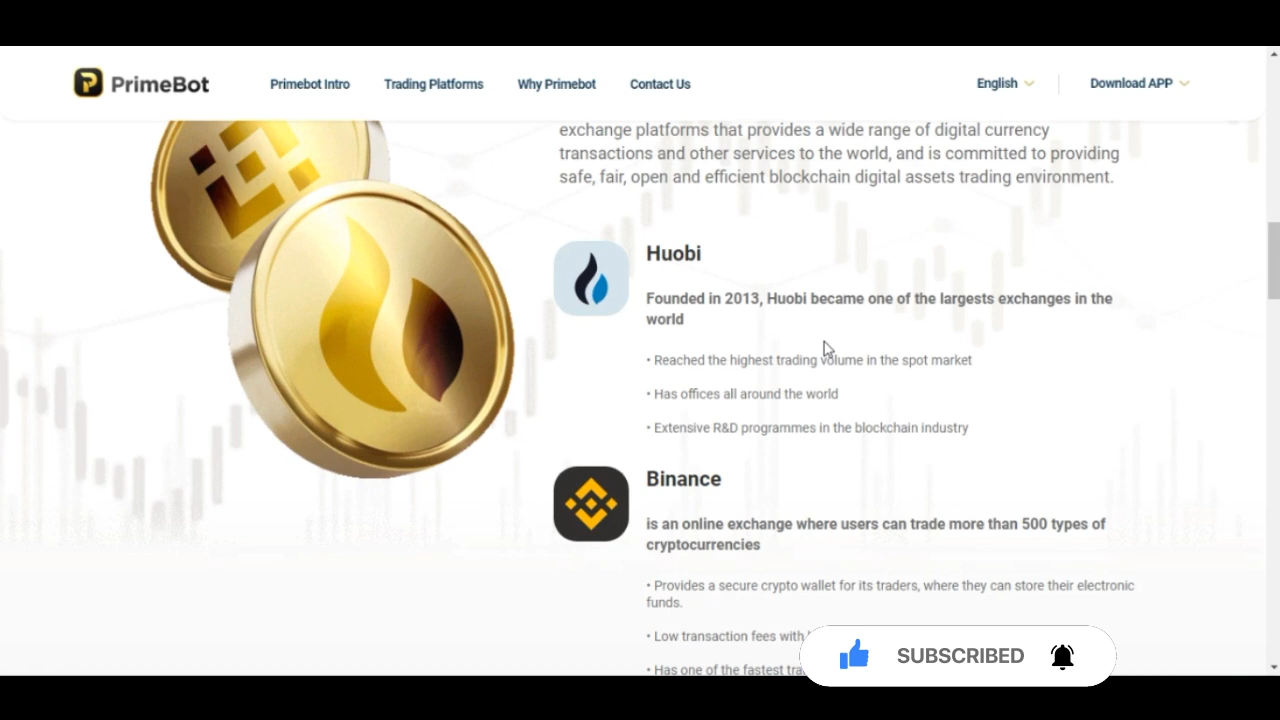 PrimeBot
Primebot Intro
Trading Platforms
Why Primebot
Contact Us
English
Download APP
exchange platforms that provides a wide range of digital currency
transactions and other services to the world, and is committed to providing
safe, fair, open and efficient blockchain digital assets trading environment.
Huobi
Founded in 2013, Huobi became one of the largests exchanges in the
world
• Reached the highest trading volume in the spot market
• Has offices all around the world
• Extensive R&D programmes in the blockchain industry
Binance
is an online exchange where users can trade more than 500 types of
cryptocurrencies
• Provides a secure crypto wallet for its traders, where they can store their electronic
funds.
• Low transaction fees with
• Has one of the fastest
SUBSCRIBED